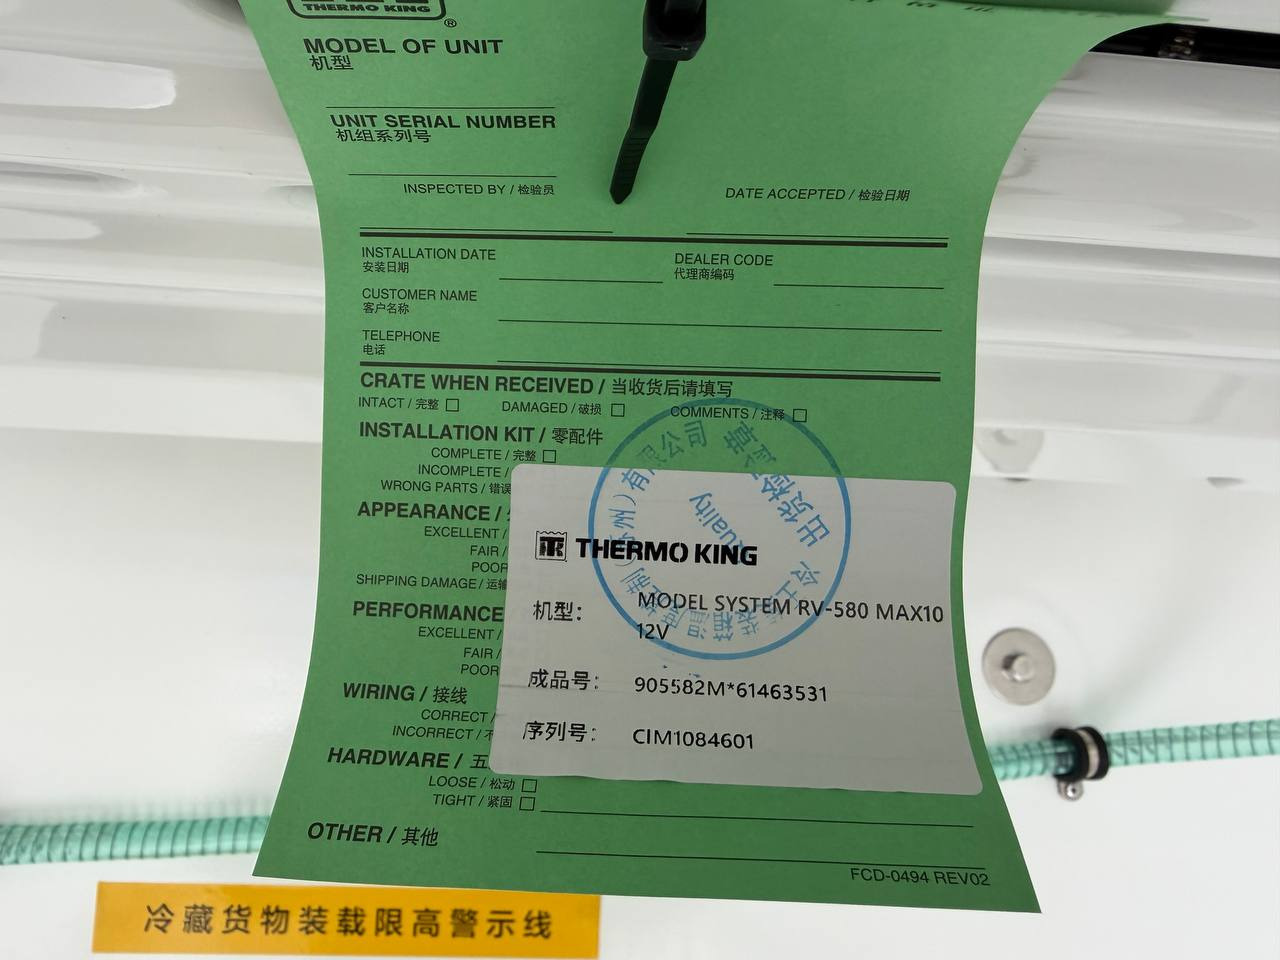 THERMO KING
®
MODEL OF UNIT
机型
UNIT SERIAL NUMBER
机组系列号
INSPECTED BY / 检验员
DATE ACCEPTED / 检验日期
INSTALLATION DATE
安装日期
DEALER CODE
代理商编码
CUSTOMER NAME
客户名称
TELEPHONE
电话
CRATE WHEN RECEIVED / 当收货后请填写
INTACT / 完整 □ DAMAGED / 破损 □ COMMENTS / 注释 □
INSTALLATION KIT / 零配件
COMPLETE / 完整 □
INCOMPLETE /
WRONG PARTS / 错误
APPEARANCE /
EXCELLENT /
FAIR /
POOR
SHIPPING DAMAGE / 运输
PERFORMANCE
EXCELLENT /
FAIR /
POOR
WIRING / 接线
CORRECT /
INCORRECT / 不
HARDWARE / 五
LOOSE / 松动 □
TIGHT / 紧固 □
OTHER / 其他
FCD-0494 REV02
THERMO KING
机型: MODEL SYSTEM RV-580 MAX10
12V
成品号: 905582M*61463531
序列号: CIM1084601
出货检验章
Quality
冷藏货物装载限高警示线